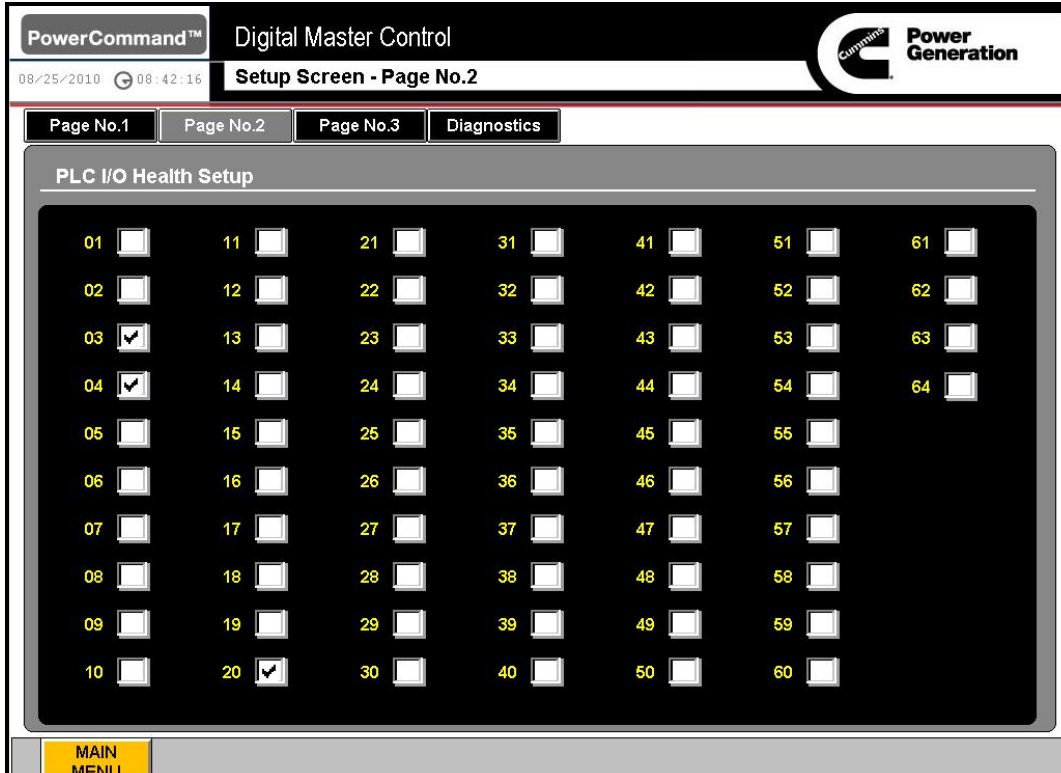 PowerCommand™
Digital Master Control
Cummins
Power
Generation
08/25/2010 08:42:16
Setup Screen - Page No.2
Page No.1 Page No.2 Page No.3 Diagnostics
PLC I/O Health Setup
01 11 21 31 41 51 61
02 12 22 32 42 52 62
03 13 23 33 43 53 63
04 14 24 34 44 54 64
05 15 25 35 45 55
06 16 26 36 46 56
07 17 27 37 47 57
08 18 28 38 48 58
09 19 29 39 49 59
10 20 30 40 50 60
MAIN
MENU